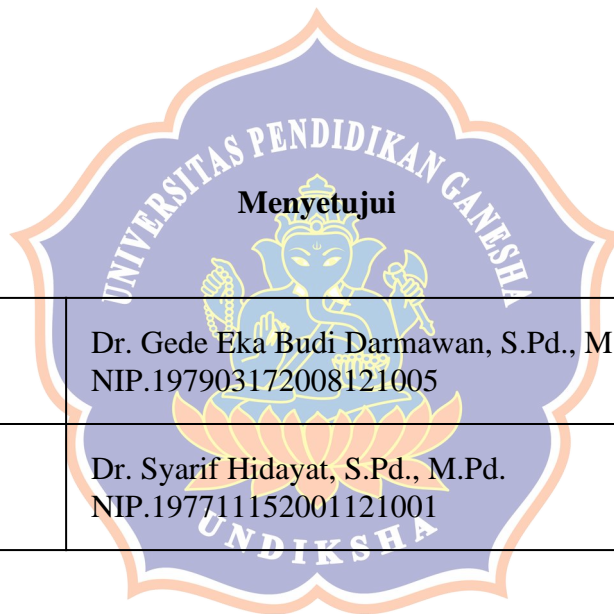 UNIVERSITAS PENDIDIKAN GANESHA
Menyetujui
Dr. Gede Eka Budi Darmawan, S.Pd., M
NIP.197903172008121005
Dr. Syarif Hidayat, S.Pd., M.Pd.
NIP.197711152001121001
UNDIKSHA